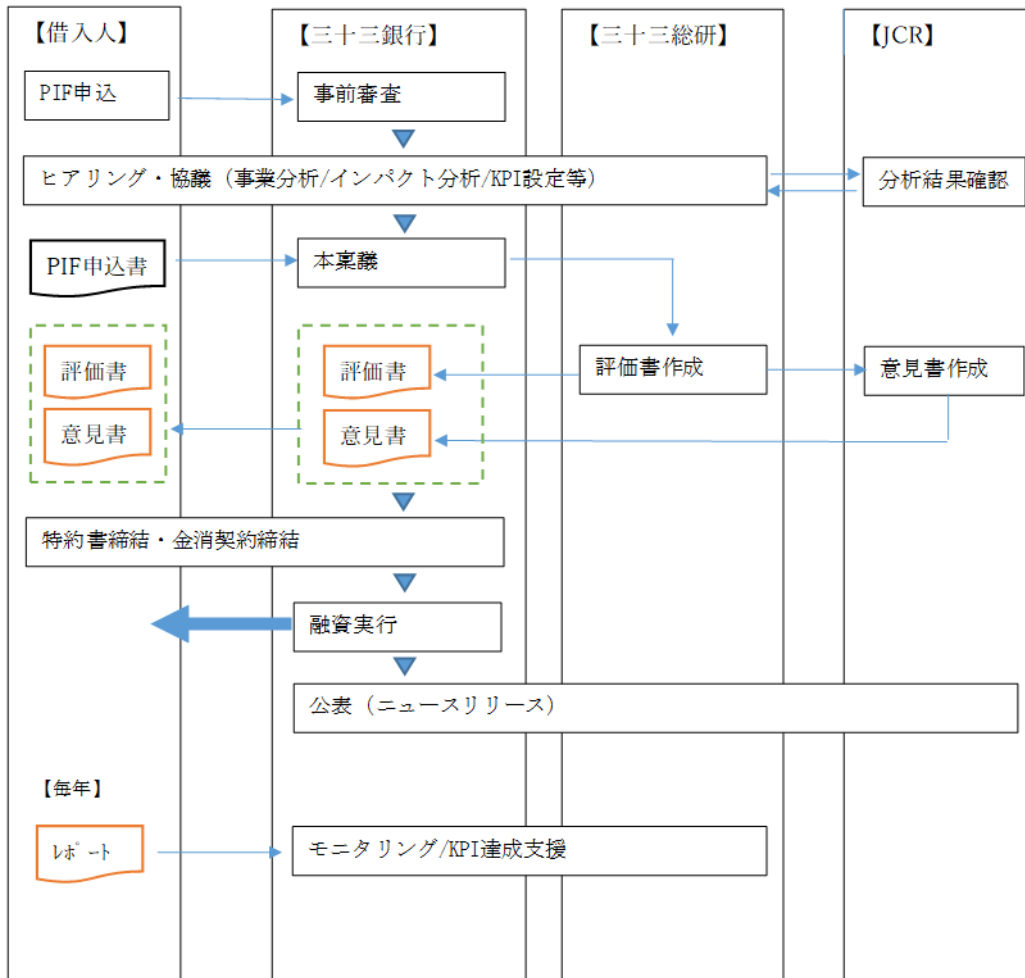 【借入人】
【三十三銀行】
【三十三総研】
【JCR】
PIF申込
事前審査
ヒアリング・協議（事業分析/インパクト分析/KPI設定等）
分析結果確認
PIF申込書
本稟議
評価書
評価書
評価書作成
意見書作成
意見書
意見書
特約書締結・金消契約締結
融資実行
公表（ニュースリリース）
【毎年】
ﾚﾎﾟｰﾄ
モニタリング/KPI達成支援